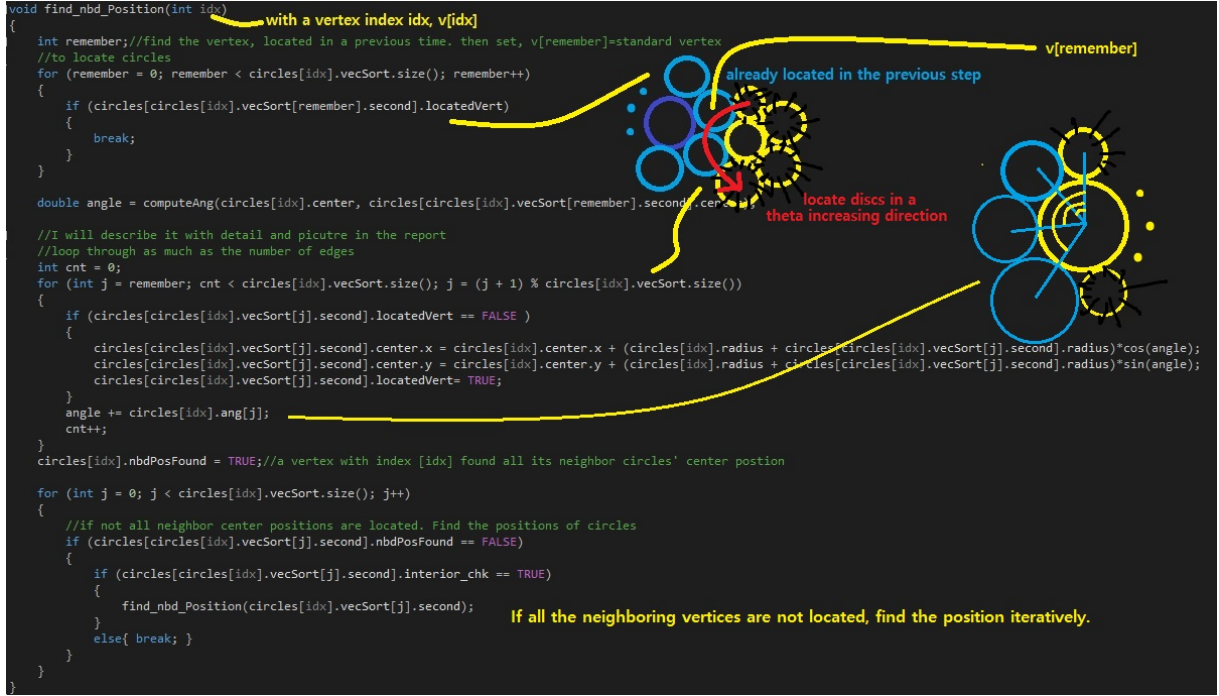 void find_nbd_Position(int idx)
with a vertex index idx, v[idx]
{
int remember;//find the vertex, located in a previous time. then set, v[remember]=standard vertex
//to locate circles
for (remember = 0; remember < circles[idx].vecSort.size(); remember++)
{
if (circles[circles[idx].vecSort[remember].second].locatedVert)
{
break;
}
}
v[remember]
already located in the previous step
locate discs in a
theta increasing direction
double angle = computeAng(circles[idx].center, circles[circles[idx].vecSort[remember].second].center);
//I will describe it with detail and picutre in the report
//loop through as much as the number of edges
int cnt = 0;
for (int j = remember; cnt < circles[idx].vecSort.size(); j = (j + 1) % circles[idx].vecSort.size())
{
if (circles[circles[idx].vecSort[j].second].locatedVert == FALSE )
{
circles[circles[idx].vecSort[j].second].center.x = circles[idx].center.x + (circles[idx].radius + circles[circles[idx].vecSort[j].second].radius)*cos(angle);
circles[circles[idx].vecSort[j].second].center.y = circles[idx].center.y + (circles[idx].radius + circles[circles[idx].vecSort[j].second].radius)*sin(angle);
circles[circles[idx].vecSort[j].second].locatedVert= TRUE;
}
angle += circles[idx].ang[j];
cnt++;
}
circles[idx].nbdPosFound = TRUE;//a vertex with index [idx] found all its neighbor circles' center postion
for (int j = 0; j < circles[idx].vecSort.size(); j++)
{
//if not all neighbor center positions are located. Find the positions of circles
if (circles[circles[idx].vecSort[j].second].nbdPosFound == FALSE)
{
if (circles[circles[idx].vecSort[j].second].interior_chk == TRUE)
{
find_nbd_Position(circles[idx].vecSort[j].second);
}
else{ break; }
}
}
}
If all the neighboring vertices are not located, find the position iteratively.